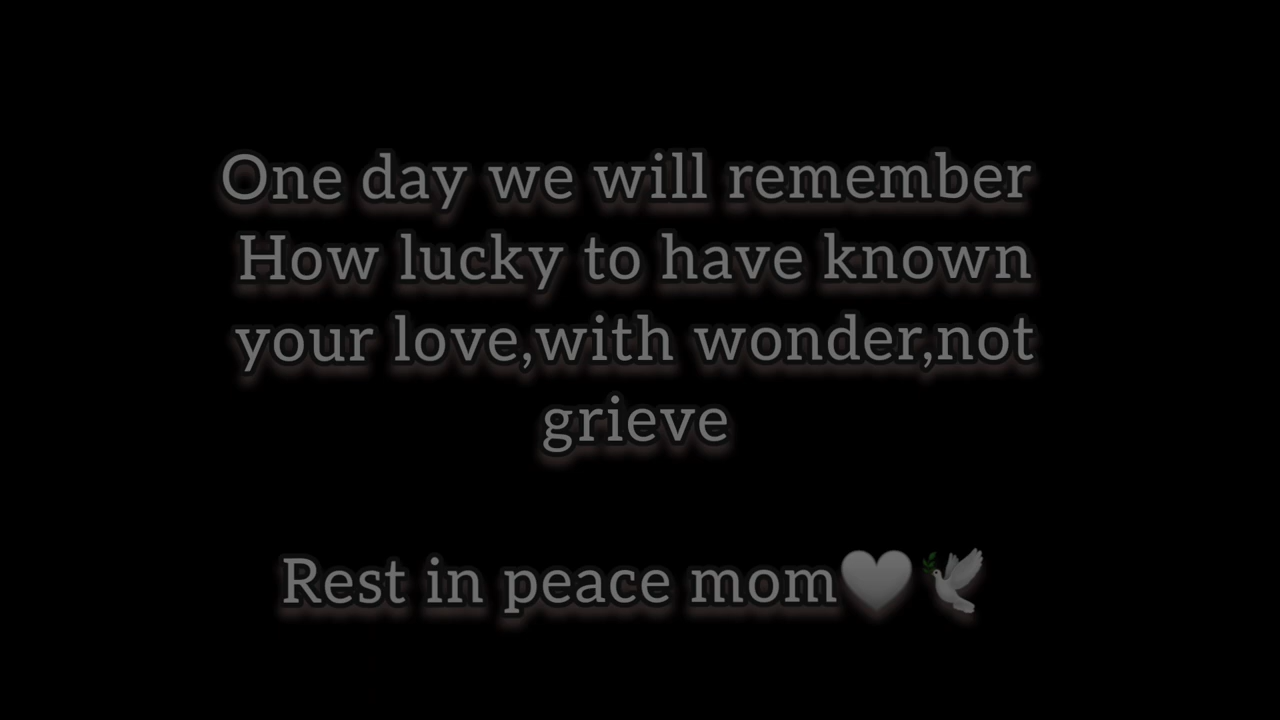 One day we will remember
How lucky to have known
your love,with wonder,not
grieve
Rest in peace mom🤍🕊️